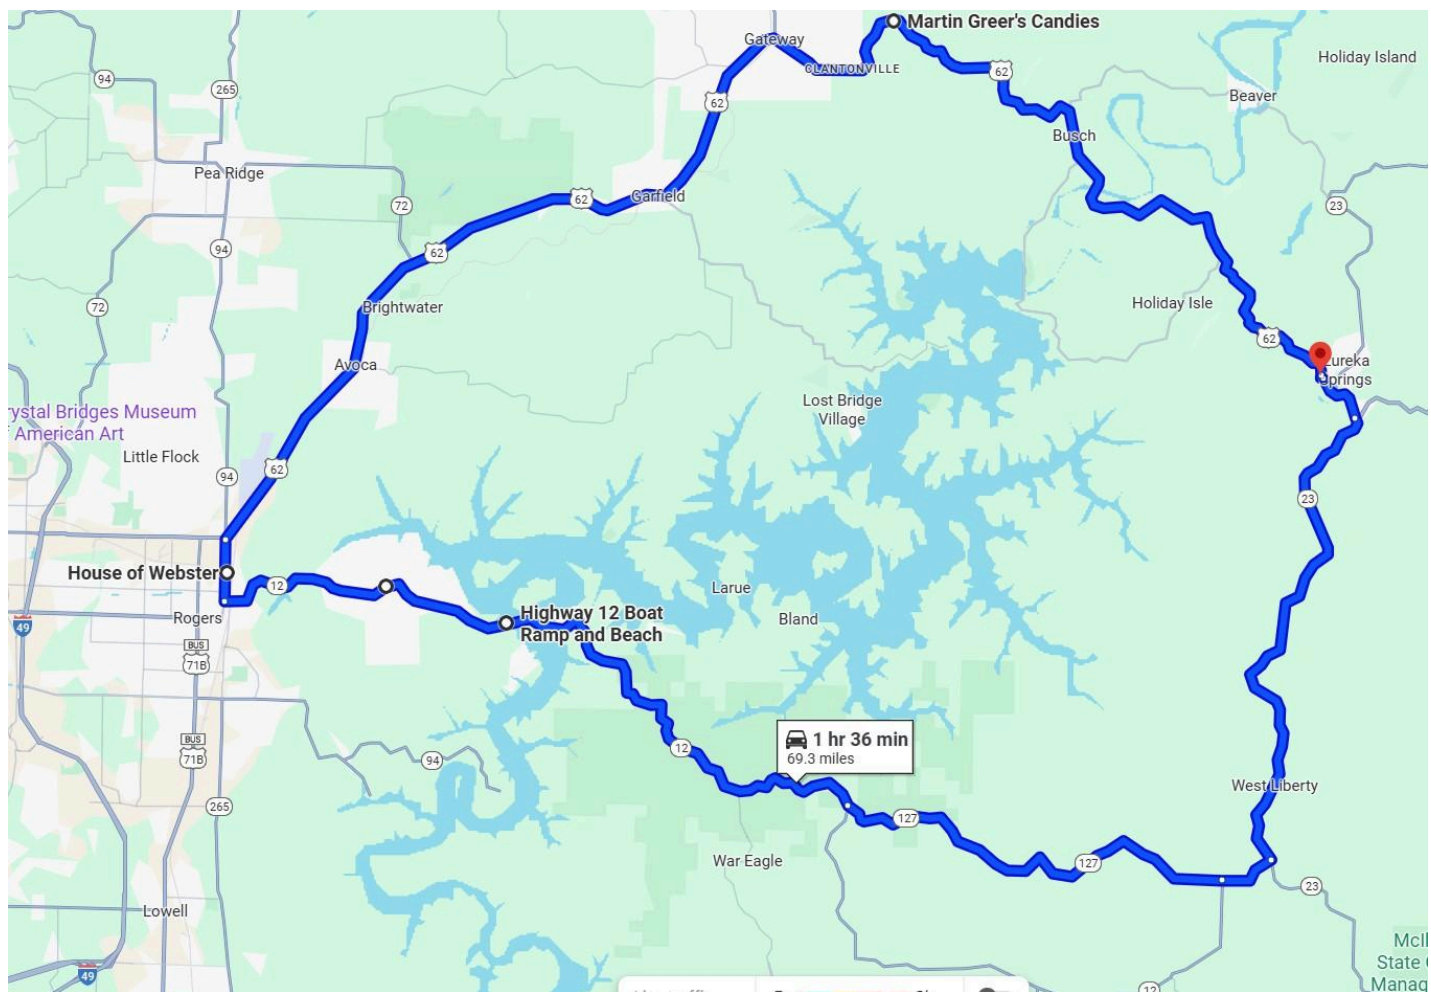 Martin Greer's Candies
Gateway
CLANTONVILLE
Holiday Island
94
265
62
62
Beaver
Busch
Pea Ridge
72
62
Garfield
23
94
62
72
Brightwater
Holiday Isle
62
Avoca
ureka
Springs
rystal Bridges Museum
American Art
Lost Bridge
Village
Little Flock
94
62
23
House of Webster
12
Larue
Highway 12 Boat
Ramp and Beach
Rogers
49
Bland
BUS
71B
1 hr 36 min
69.3 miles
12
BUS
71B
94
West Liberty
265
127
War Eagle
127
23
Lowell
McIl
State
Manag
49
12